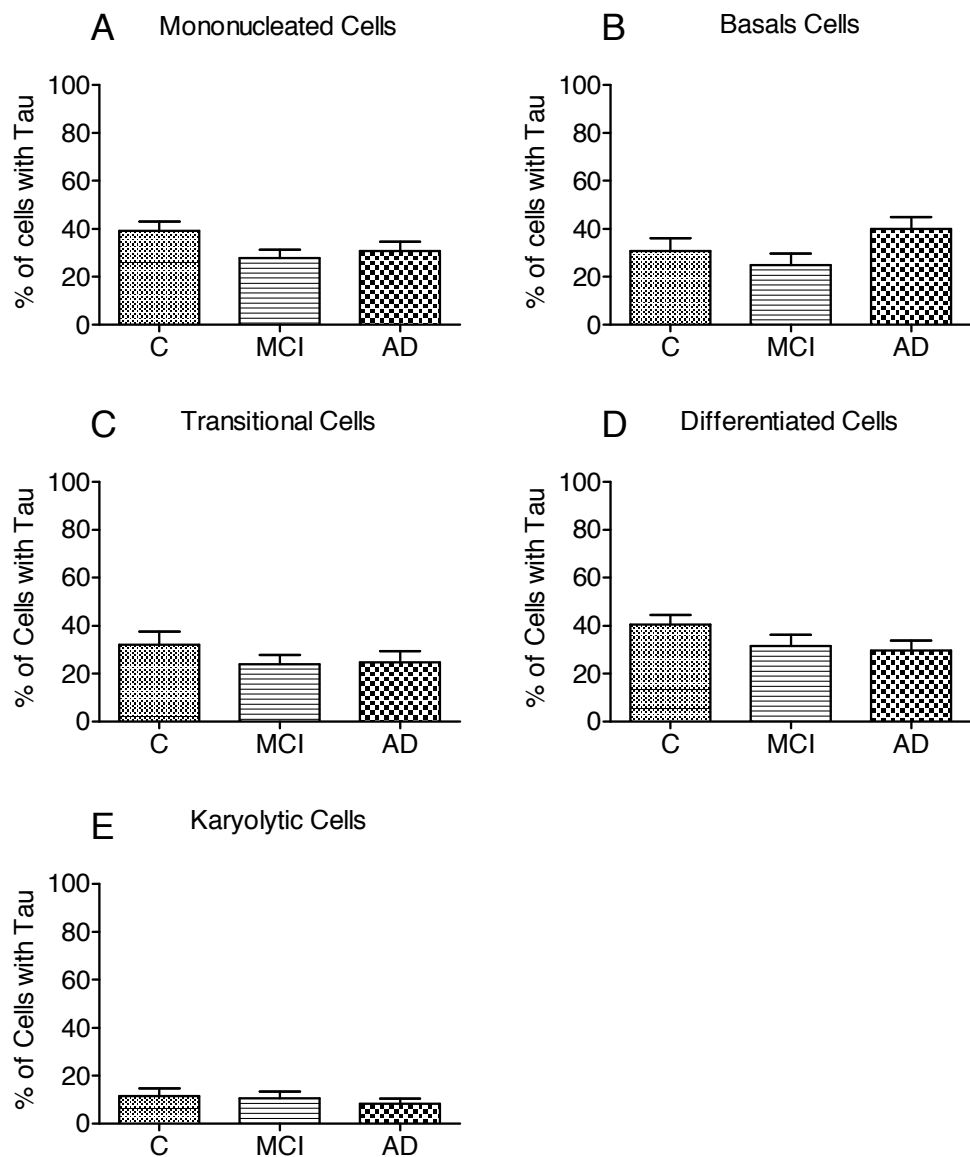 A Mononucleated Cells
% of cells with Tau
100
80
60
40
20
0
C MCI AD
B Basals Cells
% of cells with Tau
100
80
60
40
20
0
C MCI AD
C Transitional Cells
% of Cells with Tau
100
80
60
40
20
0
C MCI AD
D Differentiated Cells
% of Cells with Tau
100
80
60
40
20
0
C MCI AD
E Karyolytic Cells
% of Cells with Tau
100
80
60
40
20
0
C MCI AD